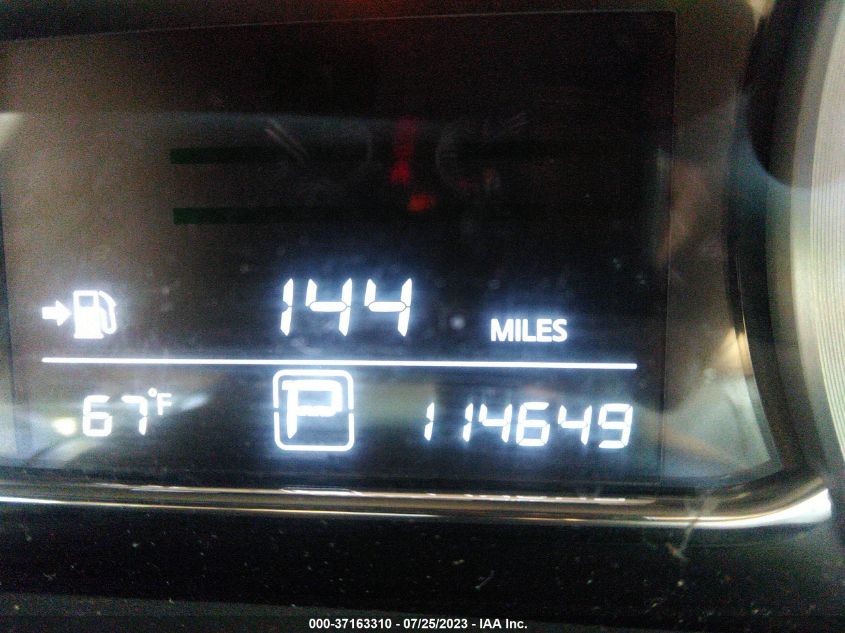 144 MILES
67°F P 114649
000-37163310 - 07/25/2023 - IAA Inc.